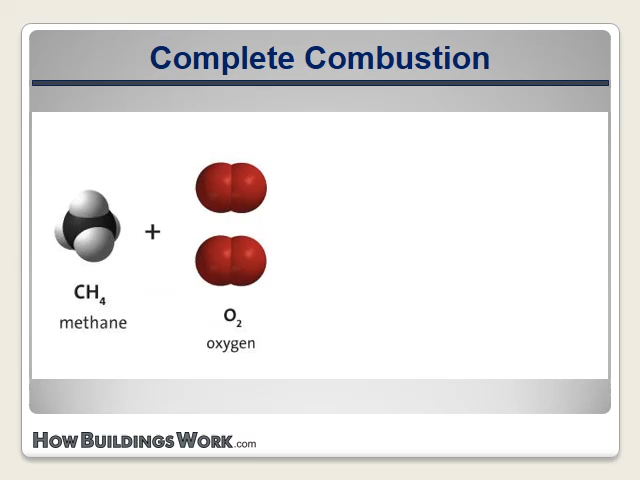 Complete Combustion
+
CH₄
methane
O₂
oxygen
HOWBUILDINGSWORK.com